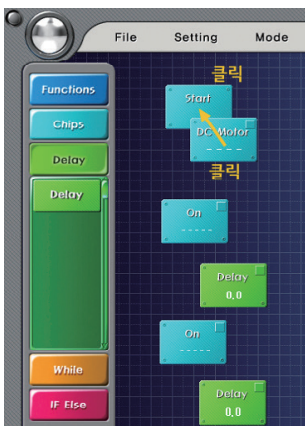 File Setting Mode
Functions
Chips
Delay
Delay
While
IF Else
클릭
Start
DC Motor
- - - -
클릭
On
- - - - -
Delay
0,0
On
- - - - -
Delay
0,0